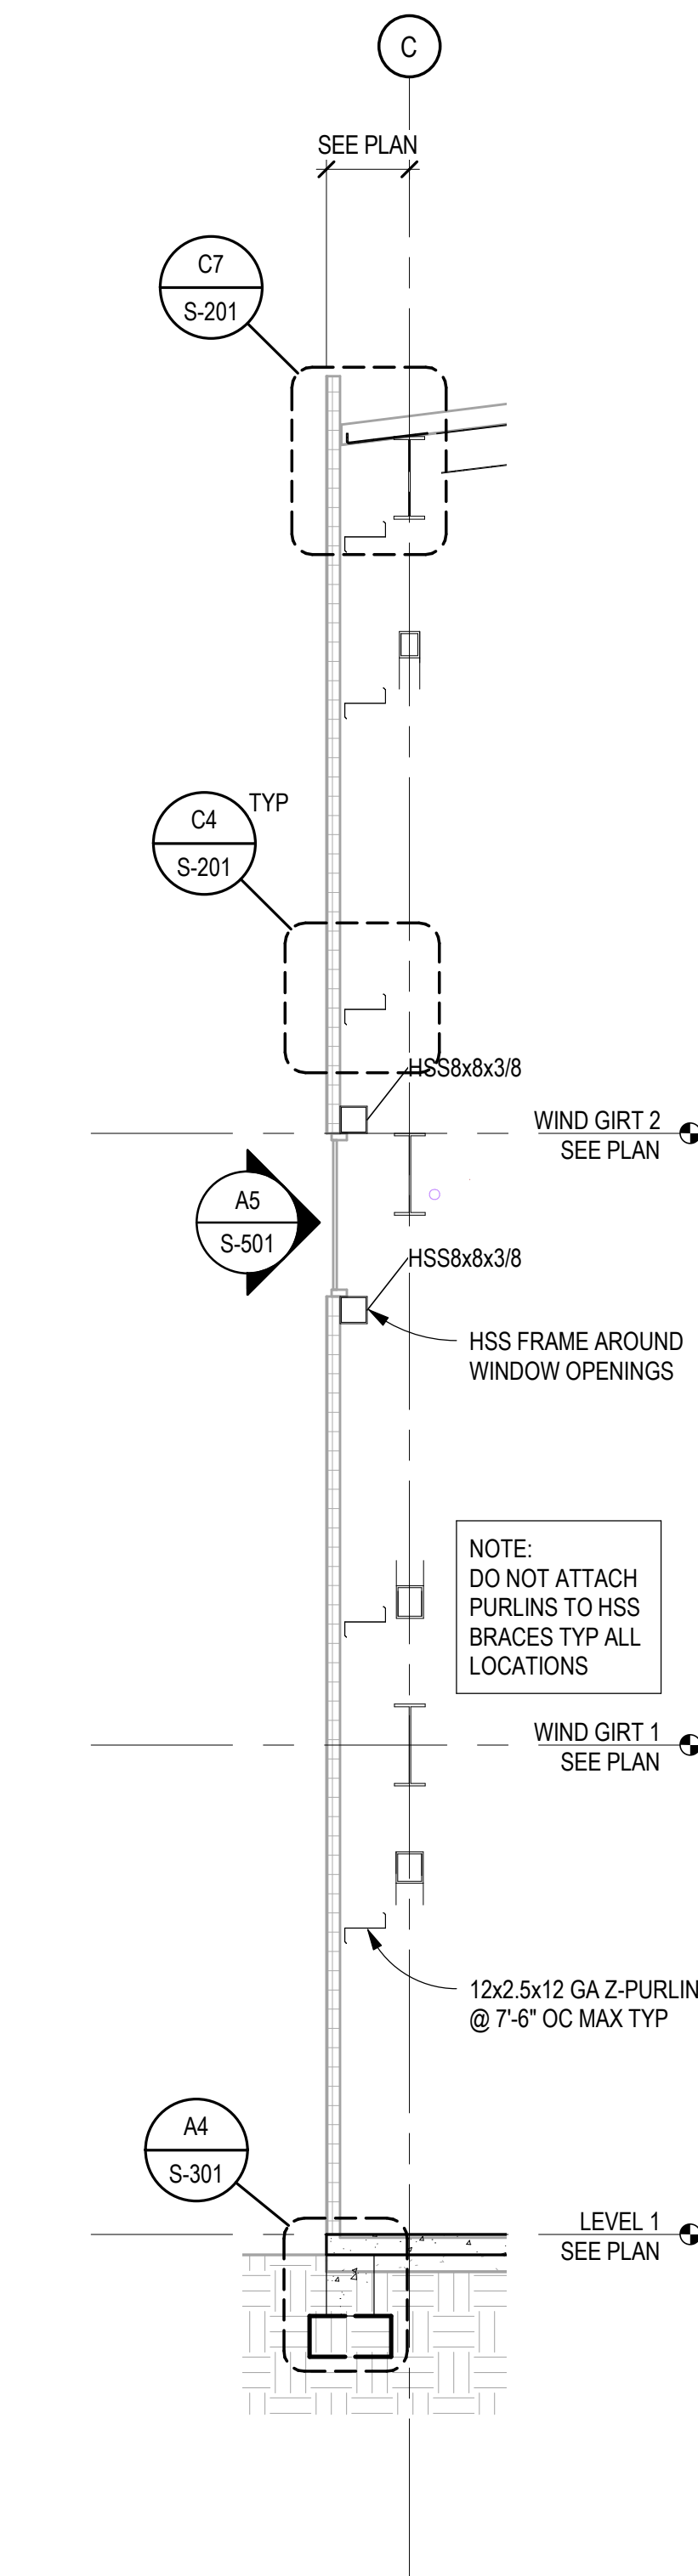 C
SEE PLAN
C7
S-201
TYP
C4
S-201
HSS8x8x3/8
WIND GIRT 2
SEE PLAN
A5
S-501
HSS8x8x3/8
HSS FRAME AROUND
WINDOW OPENINGS
NOTE:
DO NOT ATTACH
PURLINS TO HSS
BRACES TYP ALL
LOCATIONS
WIND GIRT 1
SEE PLAN
12x2.5x12 GA Z-PURLIN
@ 7'-6" OC MAX TYP
A4
S-301
LEVEL 1
SEE PLAN